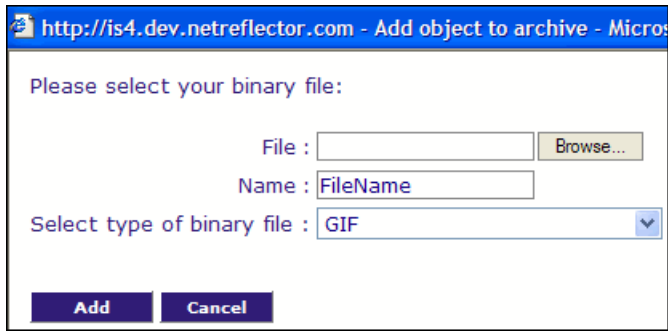 http://is4.dev.netreflector.com - Add object to archive - Micros
Please select your binary file:
File : Browse...
Name : FileName
Select type of binary file : GIF
Add Cancel